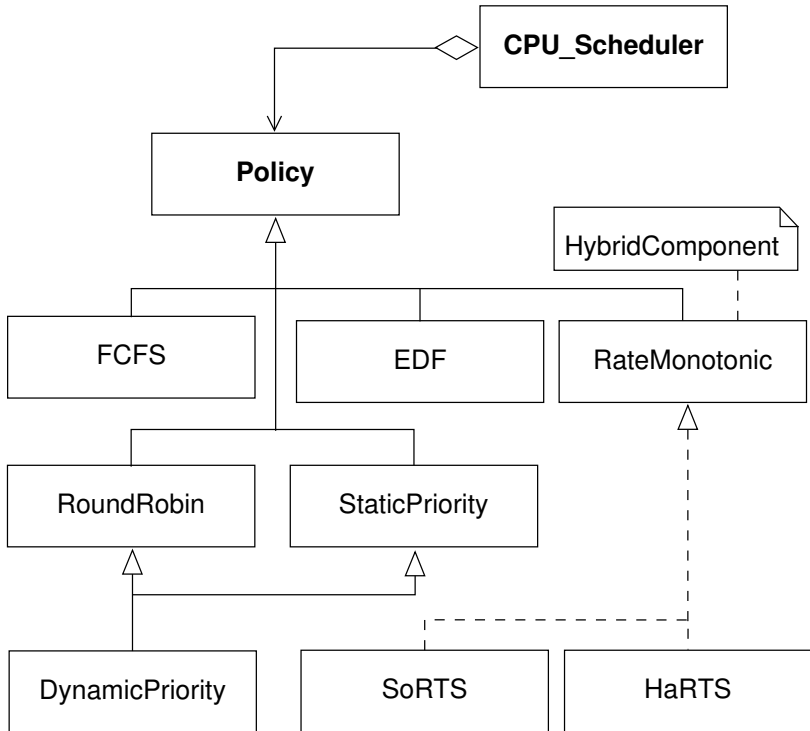 CPU_Scheduler
Policy
HybridComponent
FCFS
EDF
RateMonotonic
RoundRobin
StaticPriority
DynamicPriority
SoRTS
HaRTS